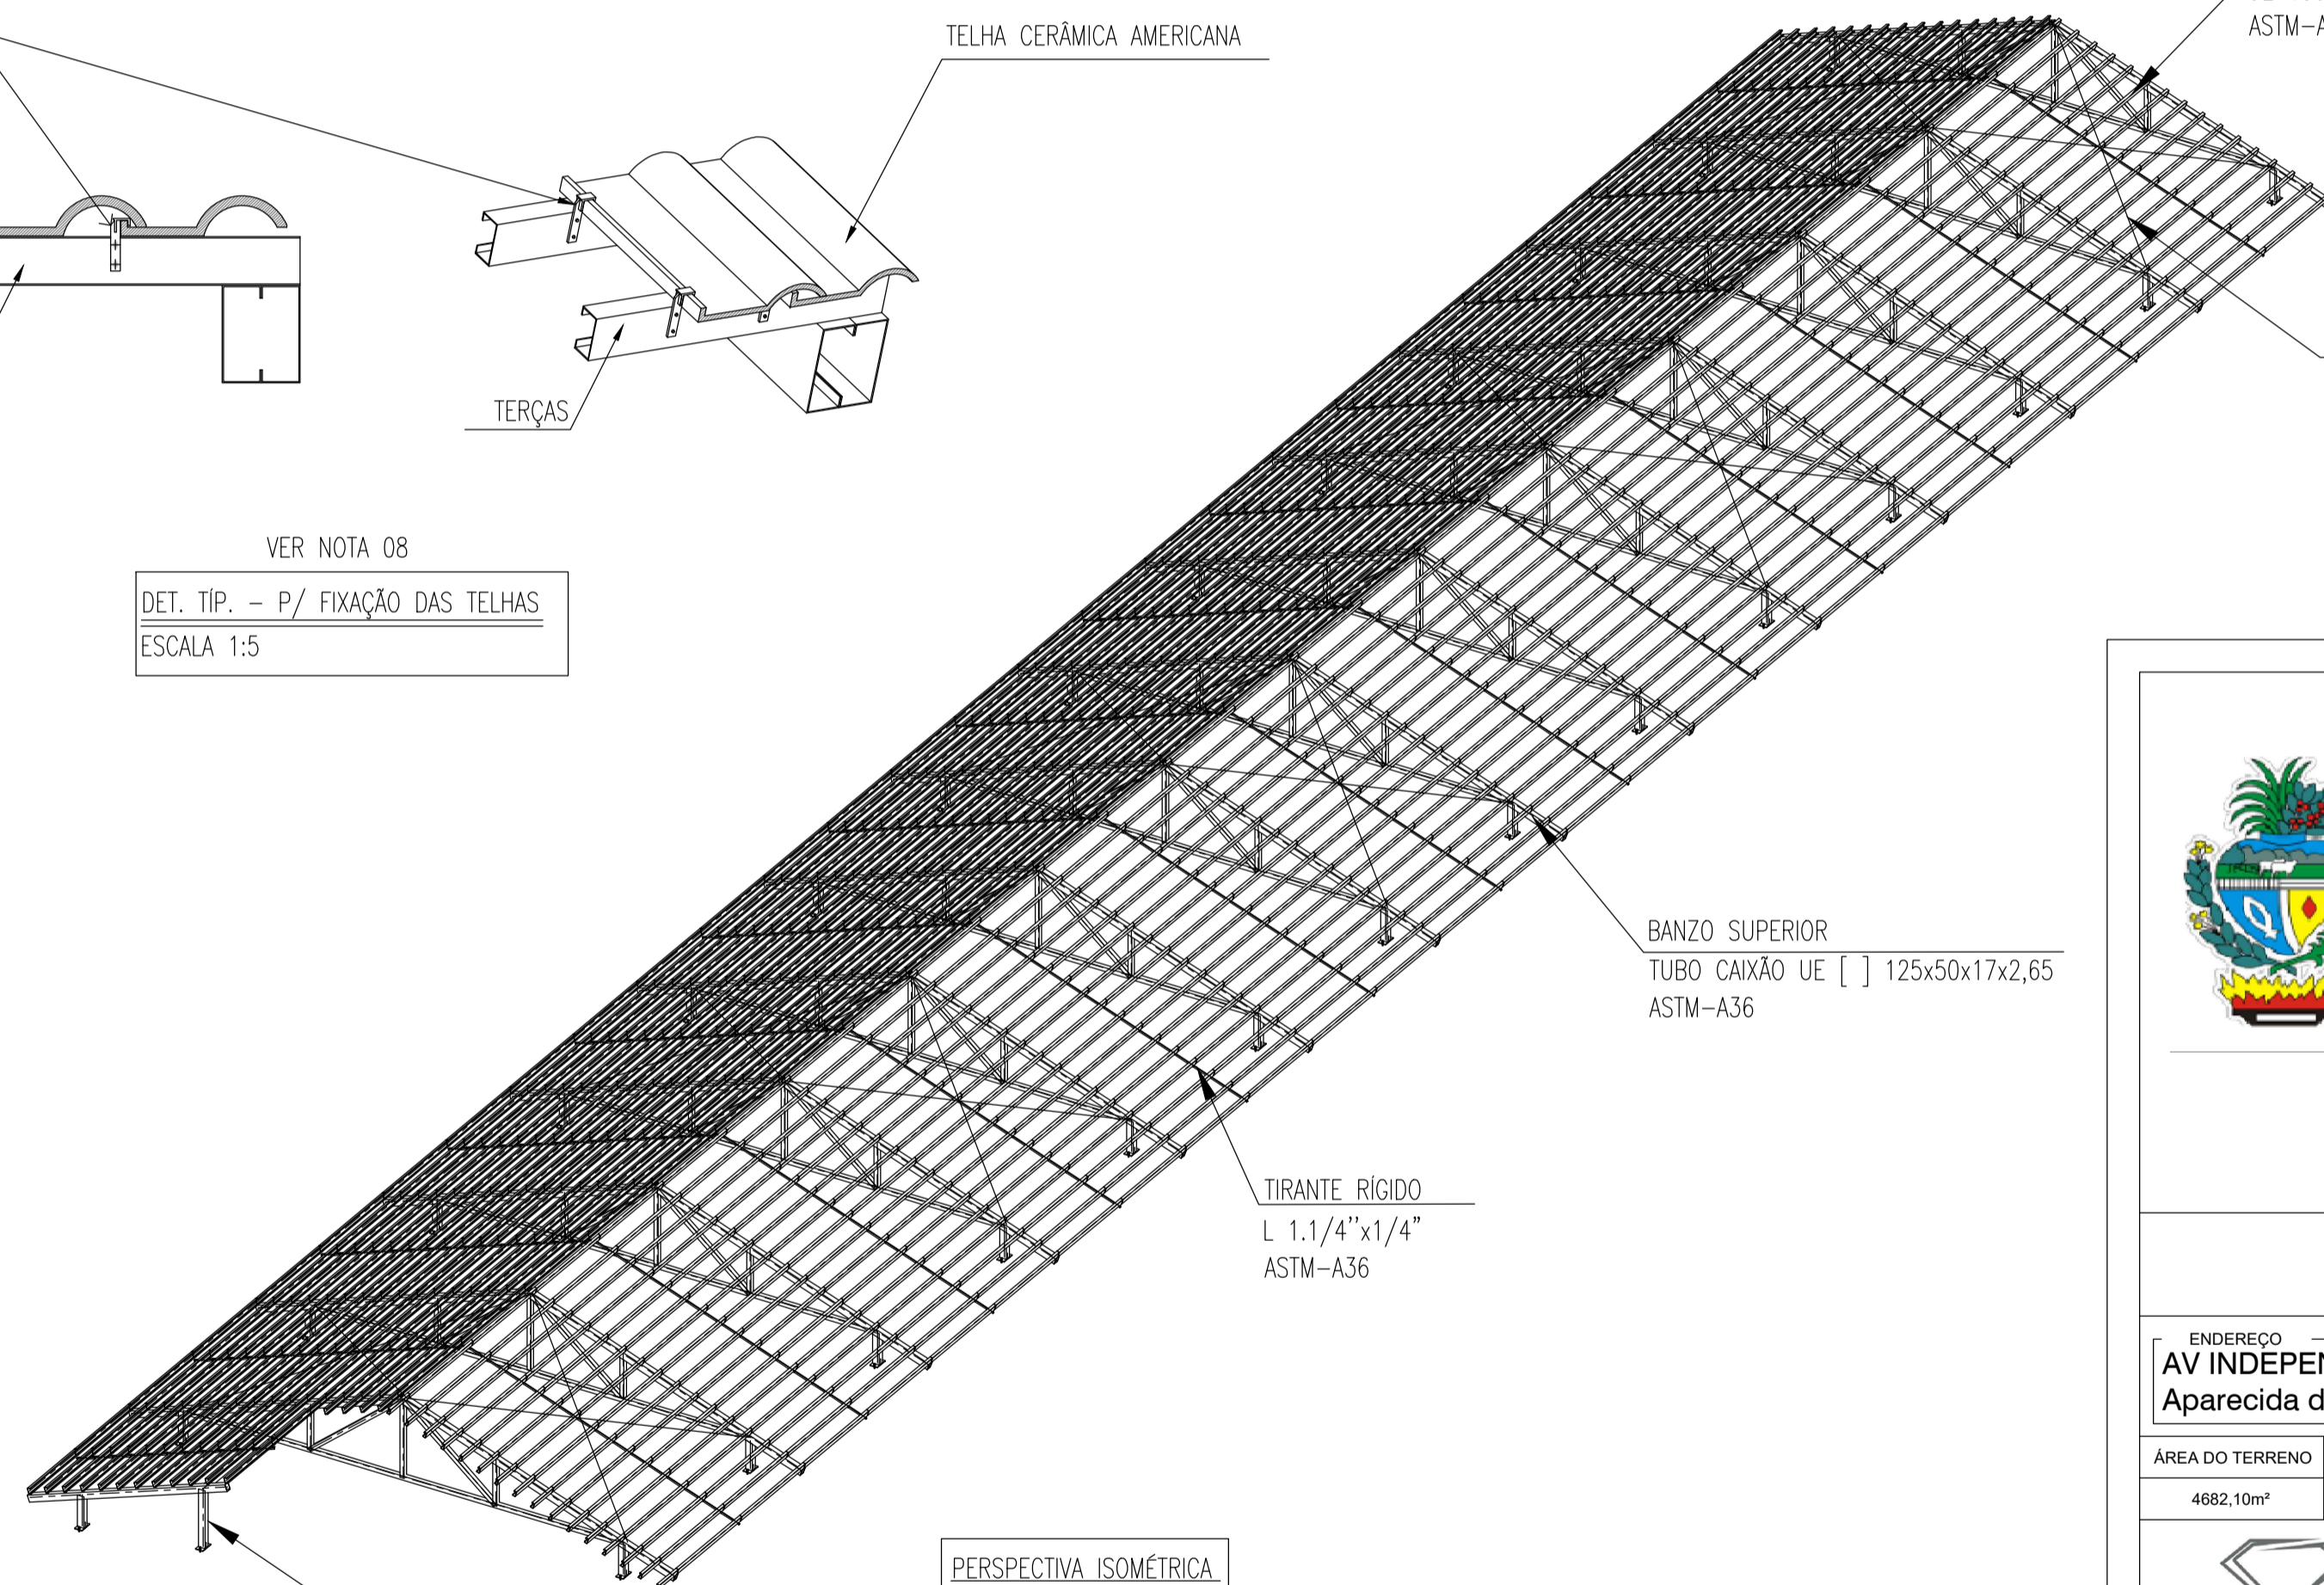 TELHA CERÂMICA AMERICANA
TERÇAS
VER NOTA 08
DET. TÍP. – P/ FIXAÇÃO DAS TELHAS
ESCALA 1:5
BANZO SUPERIOR
TUBO CAIXÃO UE [ ] 125x50x17x2,65
ASTM–A36
TIRANTE RÍGIDO
L 1.1/4''x1/4"
ASTM–A36
PERSPECTIVA ISOMÉTRICA
ENDEREÇO
AV
Aparecida
ÁREA DO TERRENO
4682,10m²